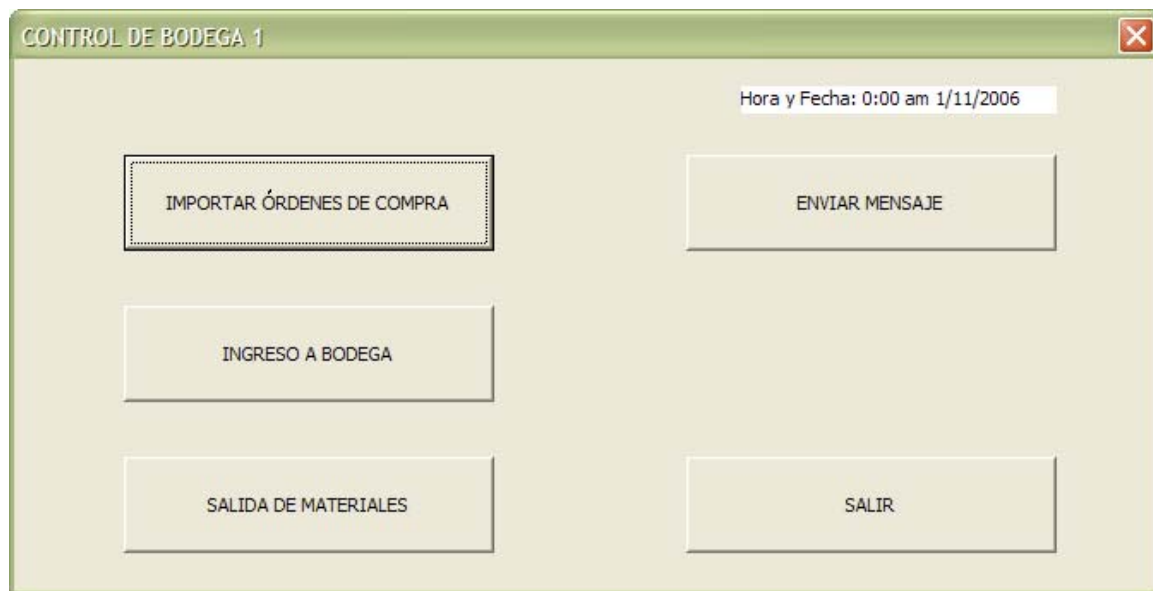 CONTROL DE BODEGA 1
Hora y Fecha: 0:00 am 1/11/2006
IMPORTAR ÓRDENES DE COMPRA
ENVIAR MENSAJE
INGRESO A BODEGA
SALIDA DE MATERIALES
SALIR